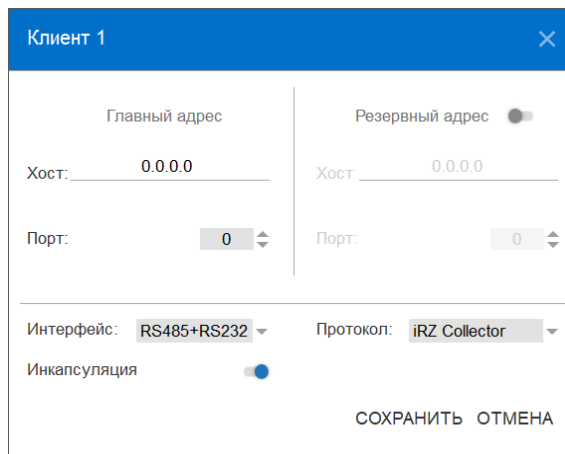 Клиент 1
Главный адрес
Резервный адрес
Хост: 0.0.0.0
Хост 0.0.0.0
Порт: 0
Порт: 0
Интерфейс: RS485+RS232
Протокол: iRZ Collector
Инкапсуляция
СОХРАНИТЬ ОТМЕНА